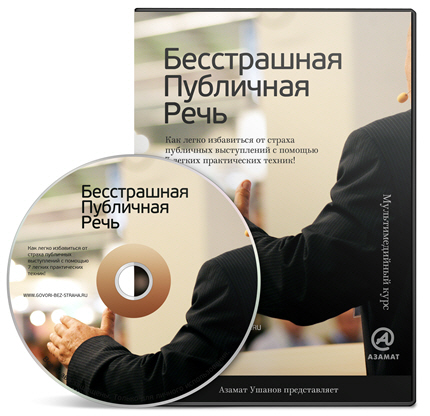 Бесстрашная
Публичная
Речь
Как легко избавиться от страха
публичных выступлений с помощью
7 легких практических техник!
Мультимедийный курс
АЗАМАТ
Азамат Ушанов представляет
Бесстрашная
Публичная
Речь
Как легко избавиться от
страха публичных
выступлений с помощью
7 легких практических
техник!
WWW.GOVORI-BEZ-STRAHA.RU